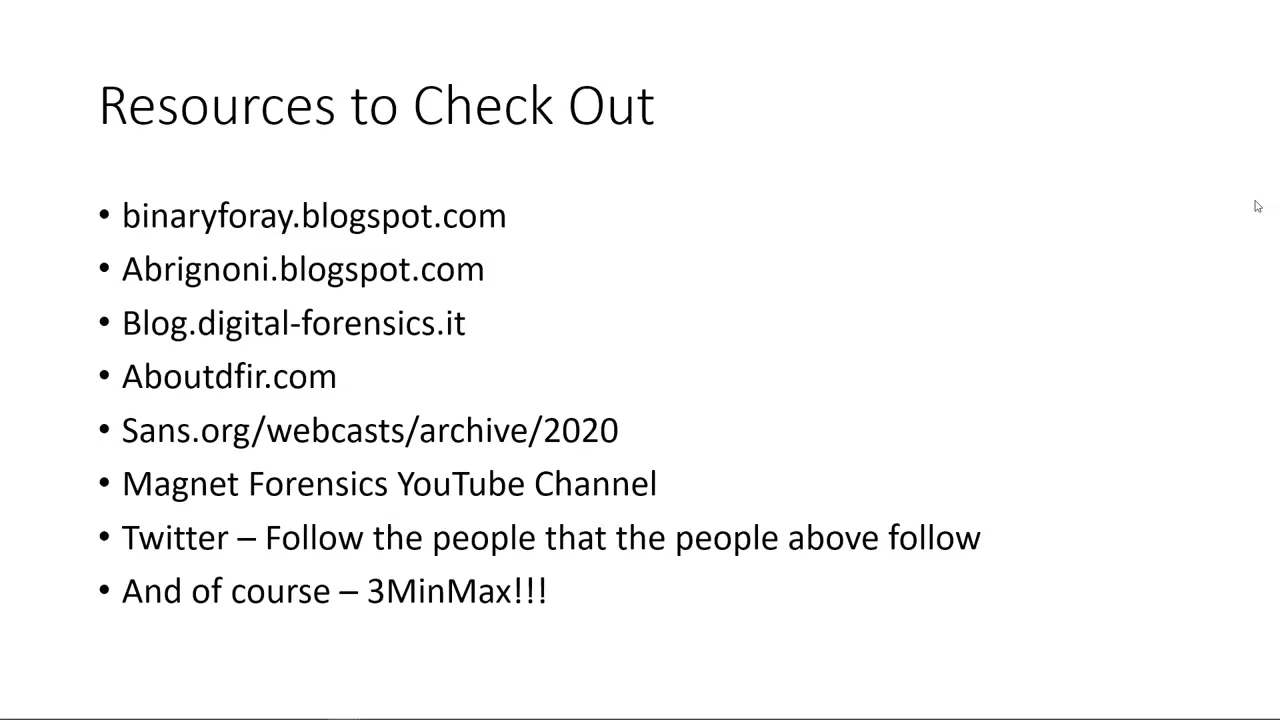 Resources to Check Out
• binaryforay.blogspot.com
• Abrignoni.blogspot.com
• Blog.digital-forensics.it
• Aboutdfir.com
• Sans.org/webcasts/archive/2020
• Magnet Forensics YouTube Channel
• Twitter – Follow the people that the people above follow
• And of course – 3MinMax!!!